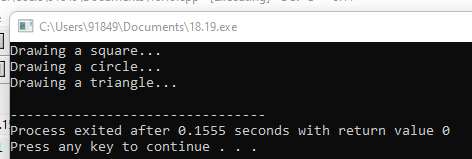 C:\Users\91849\Documents\18.19.exe
Drawing a square...
Drawing a circle...
Drawing a triangle...
--------------------------------
Process exited after 0.1555 seconds with return value 0
Press any key to continue . . .